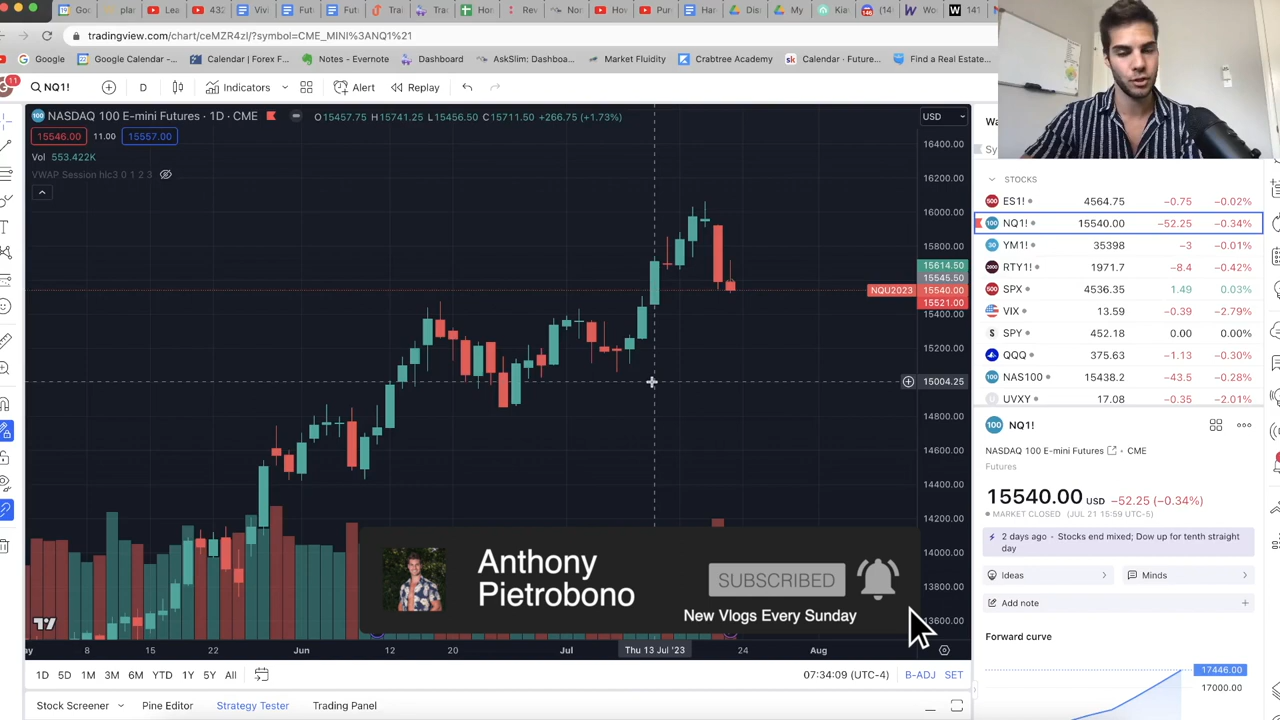 Hou
Pu
Pu
Hou
Div
A
Kia
146
141
tradingview.com/chart/ceMZR4zl/?symbol=CME_MINI%3ANQ1%21
Google
Google Calendar -...
Calendar | Forex F...
Notes - Evernote
Dashboard
AskSlim: Dashboa...
Market Fluidity
Crabtree Academy
Calendar · Future...
Find a Real Estate...
11
NQ1!
D
Indicators
Alert
Replay
NASDAQ 100 E-mini Futures · 1D · CME
O15457.75 H15741.25 L15456.50 C15711.50 +266.75 (+1.73%)
USD
15546.00 11.00 15557.00
Vol 553.422K
VWAP Session hlc3 0 1 2 3
16400.00
16200.00
16000.00
15800.00
15614.50
15545.50
NQU2023 15540.00
15521.00
15400.00
15200.00
15004.25
14800.00
14600.00
14400.00
14200.00
14000.00
13800.00
13600.00
8
15
22
Jun
12
20
Jul
Thu 13 Jul '23
24
Aug
1D 5D 1M 3M 6M YTD 1Y 5Y All
07:34:09 (UTC-4)
B-ADJ SET
Stock Screener
Pine Editor
Strategy Tester
Trading Panel
Anthony
Pietrobono
SUBSCRIBED
New Vlogs Every Sunday
Wa
Sy
STOCKS
ES1! 4564.75 −0.75 −0.02%
NQ1! 15540.00 −52.25 −0.34%
YM1! 35398 −3 −0.01%
RTY1! 1971.7 −8.4 −0.42%
SPX 4536.35 1.49 0.03%
VIX 13.59 −0.39 −2.79%
SPY 452.18 0.00 0.00%
QQQ 375.63 −1.13 −0.30%
NAS100 15438.2 −43.5 −0.28%
UVXY 17.08 −0.35 −2.01%
100 NQ1!
NASDAQ 100 E-mini Futures • CME
Futures
15540.00 USD −52.25 (−0.34%)
MARKET CLOSED (JUL 21 15:59 UTC-5)
2 days ago • Stocks end mixed; Dow up for tenth straight
day
Ideas
Minds
Add note
Forward curve
17446.00
17000.00